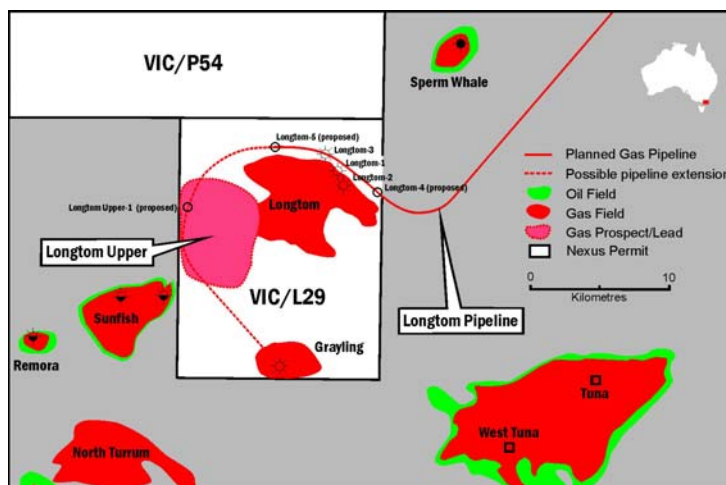 VIC/P54
Sperm Whale
Longtom-5 (proposed)
Longtom-3
Longtom-1
Longtom-2
Longtom-4 (proposed)
Longtom Upper-1 (proposed)
Longtom
Longtom Upper
VIC/L29
Longtom Pipeline
Sunfish
Remora
Grayling
North Turrum
Tuna
West Tuna
Planned Gas Pipeline
Possible pipeline extension
Oil Field
Gas Field
Gas Prospect/Lead
Nexus Permit
0 10
Kilometres